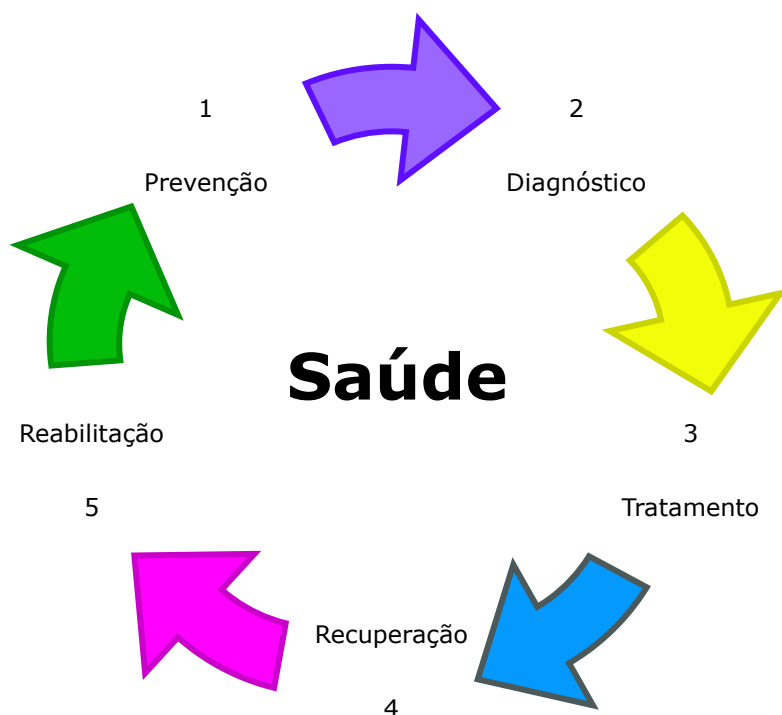 1
Prevenção
2
Diagnóstico
Saúde
3
Tratamento
Recuperação
4
Reabilitação
5